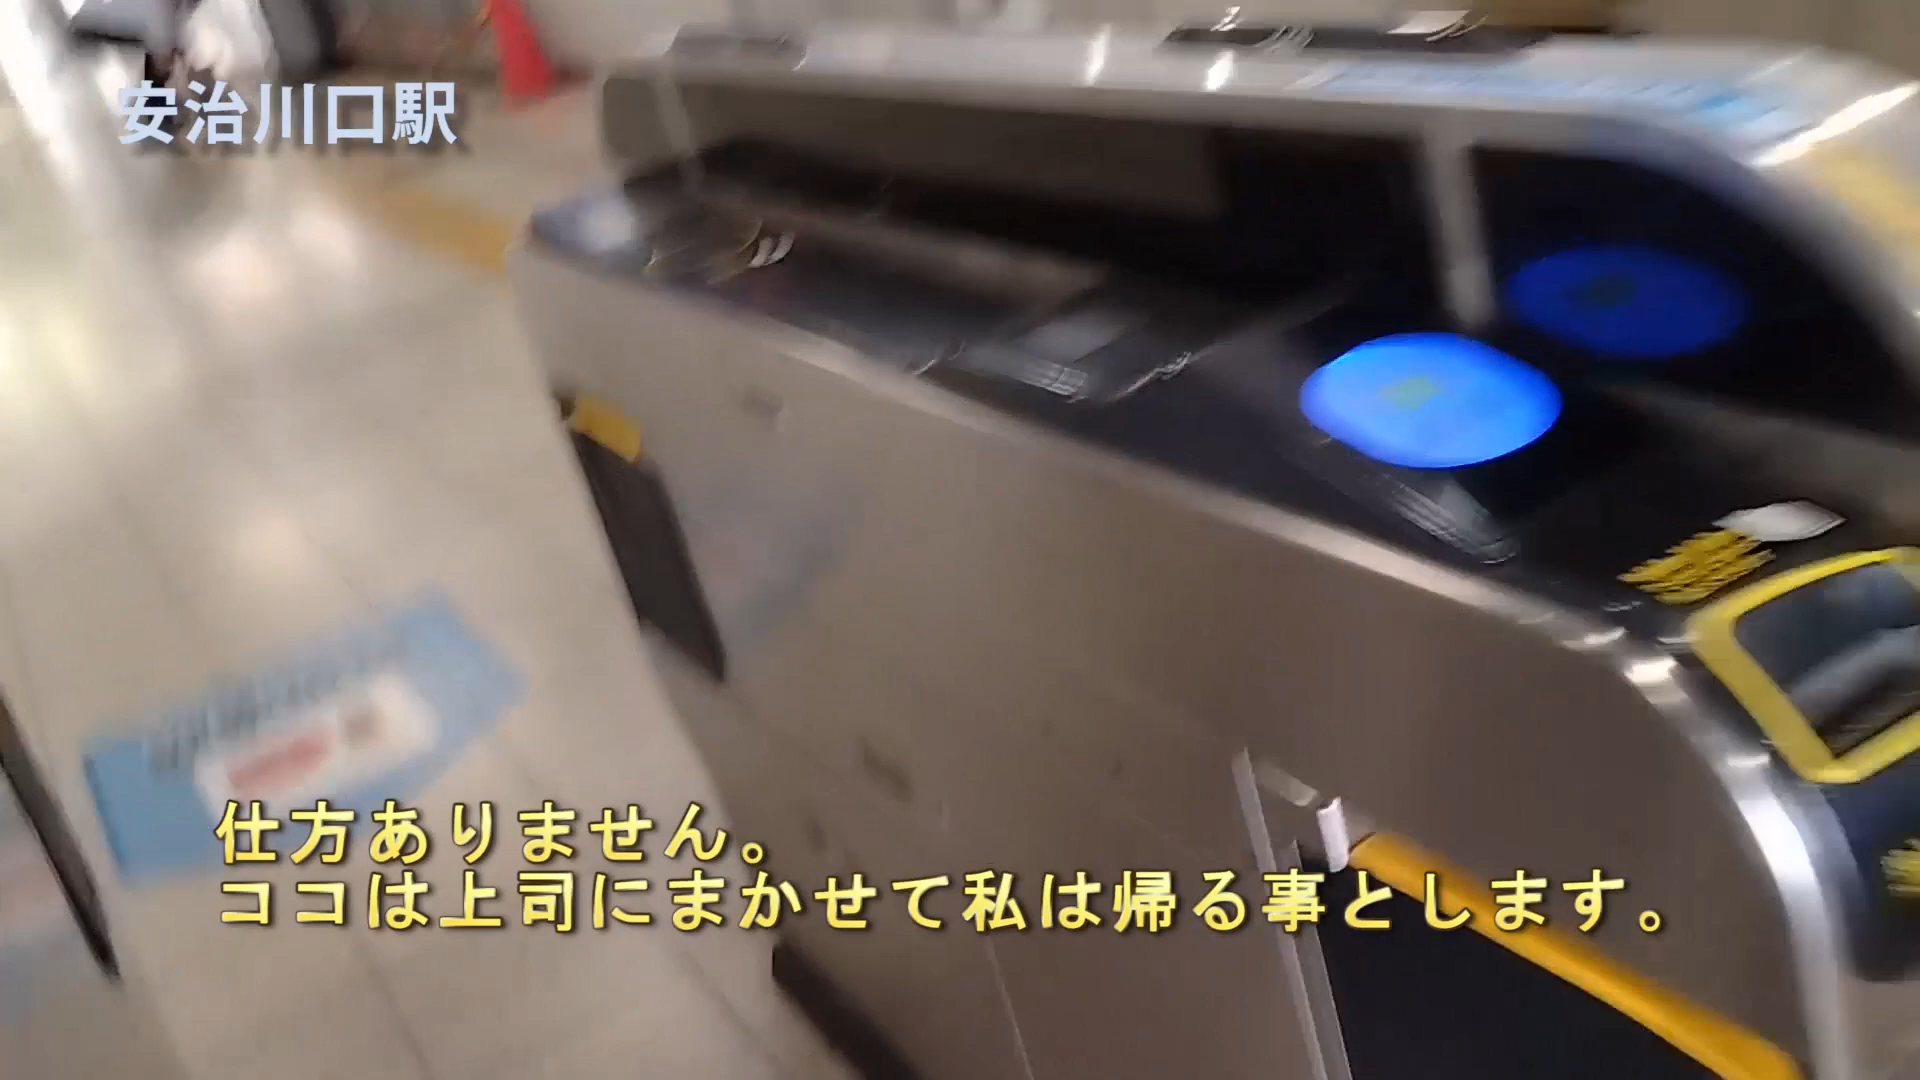 安治川口駅
仕方ありません。
ココは上司にまかせて私は帰る事とします。